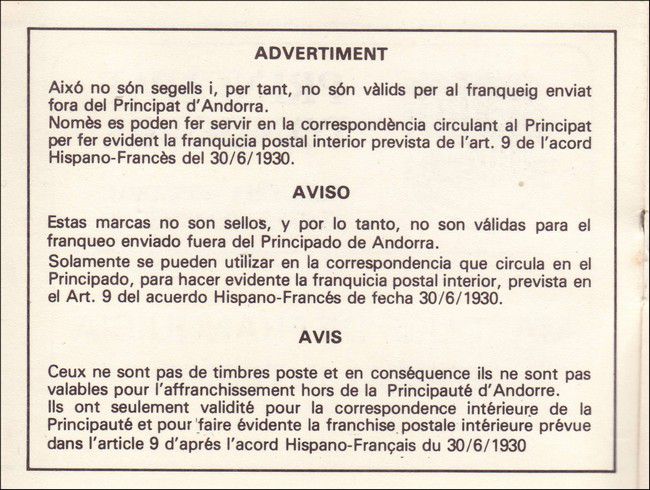 ADVERTIMENT
Aixó no són segells i, per tant, no són vàlids per al franqueig enviat
fora del Principat d'Andorra.
Nomès es poden fer servir en la correspondència circulant al Principat
per fer evident la franquicia postal interior prevista de l'art. 9 de l'acord
Hispano-Francès del 30/6/1930.
AVISO
Estas marcas no son sellos, y por lo tanto, no son válidas para el
franqueo enviado fuera del Principado de Andorra.
Solamente se pueden utilizar en la correspondencia que circula en el
Principado, para hacer evidente la franquicia postal interior, prevista en
el Art. 9 del acuerdo Hispano-Francés de fecha 30/6/1930.
AVIS
Ceux ne sont pas de timbres poste et en conséquence ils ne sont pas
valables pour l'affranchissement hors de la Principauté d'Andorre.
Ils ont seulement validité pour la correspondence intérieure de la
Principauté et pour faire évidente la franchise postale intérieure prévue
dans l'article 9 d'aprés l'acord Hispano-Français du 30/6/1930